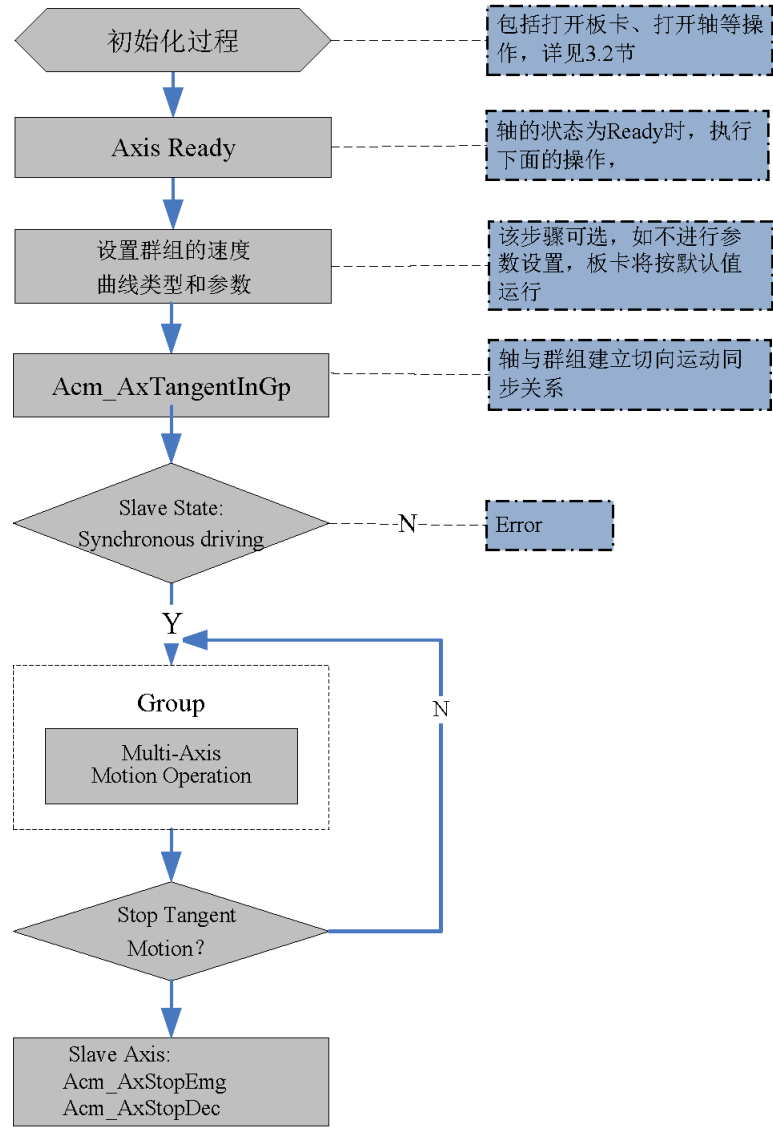 初始化过程
包括打开板卡、打开轴等操
作，详见3.2节
Axis Ready
轴的状态为Ready时，执行
下面的操作，
设置群组的速度
曲线类型和参数
该步骤可选，如不进行参
数设置，板卡将按默认值
运行
Acm_AxTangentInGp
轴与群组建立切向运动同
步关系
Slave State:
Synchronous driving
N
Error
Y
Group
N
Multi-Axis
Motion Operation
Stop Tangent
Motion？
Slave Axis:
Acm_AxStopEmg
Acm_AxStopDec